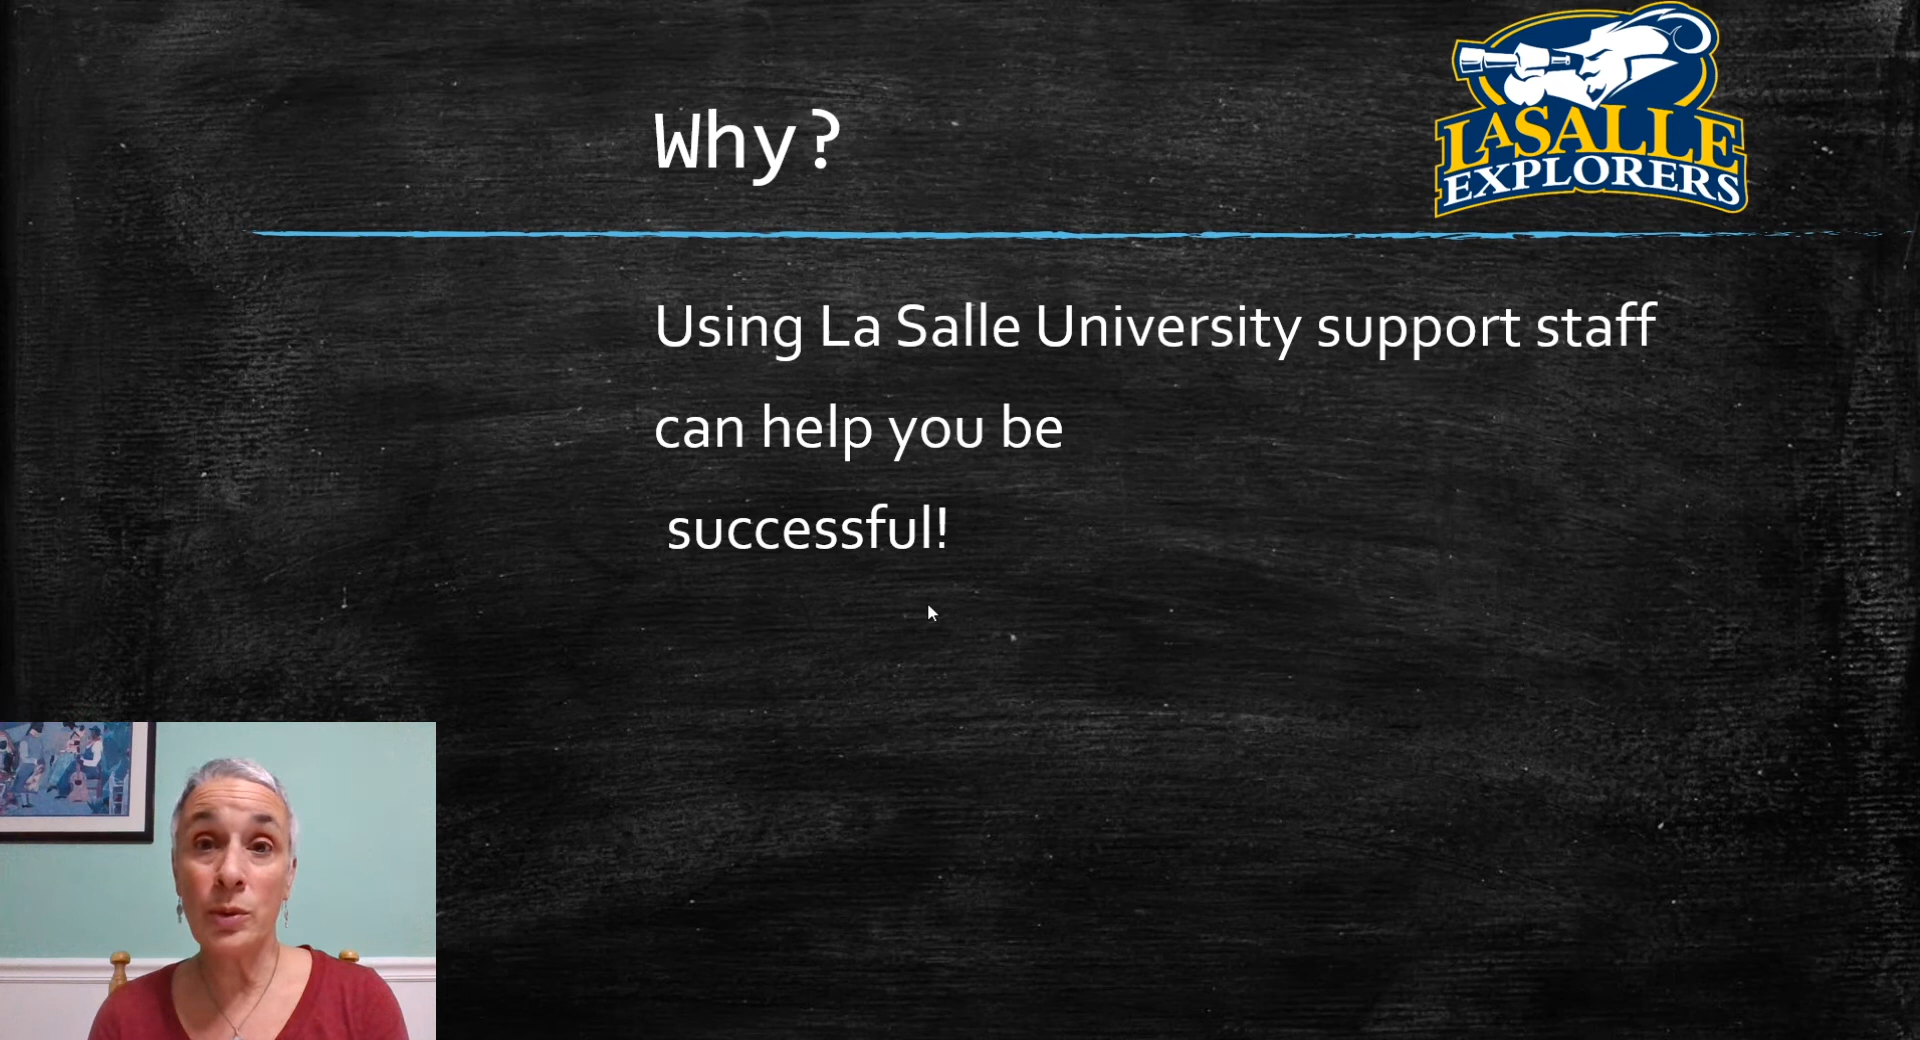 Why?
LASALLE
EXPLORERS
Using La Salle University support staff
can help you be
successful!